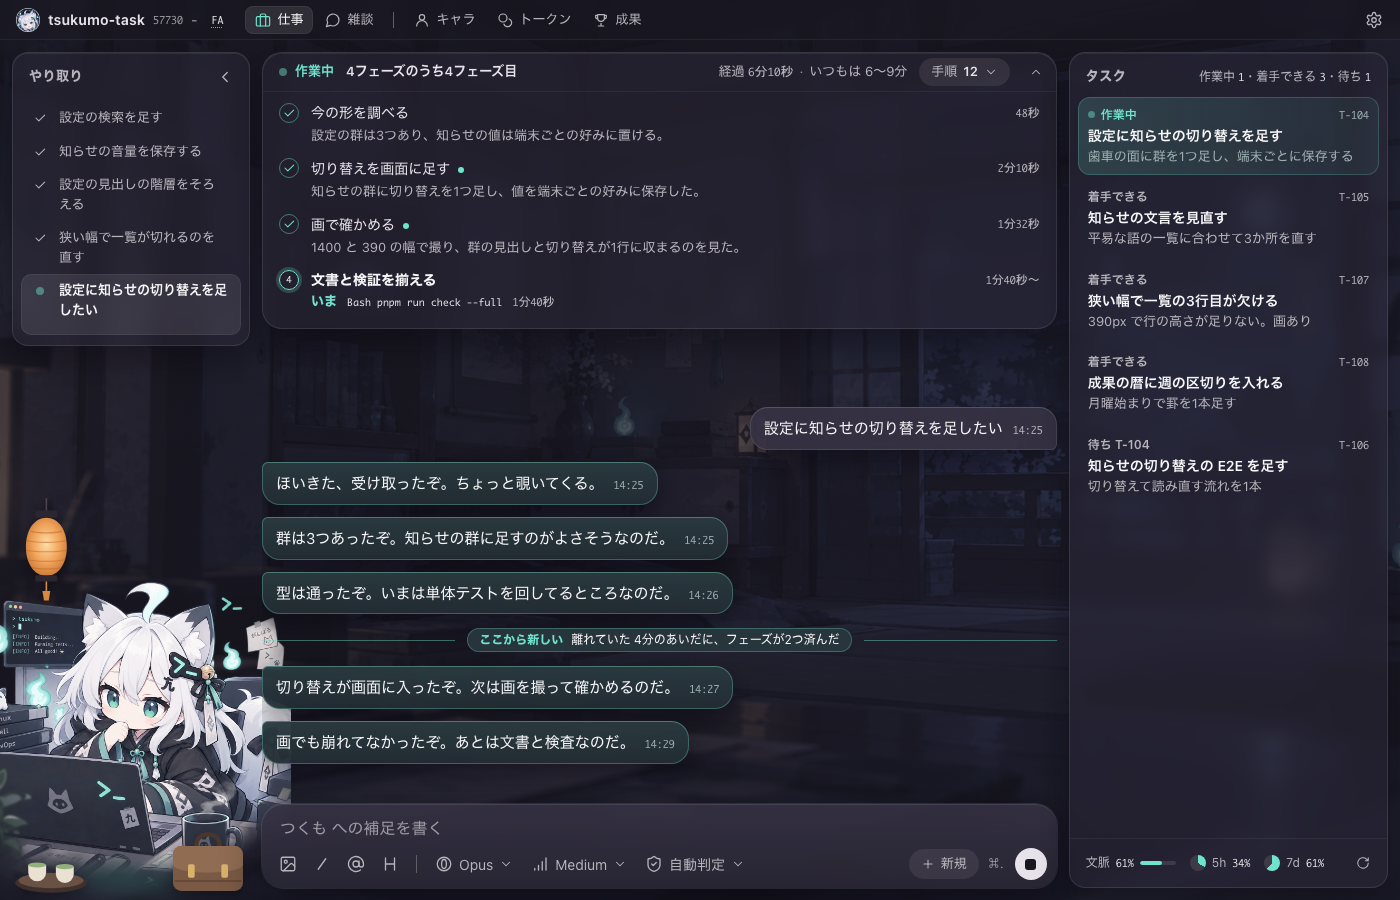 tsukumo-task 57730 - FA 仕事 雑談 キャラ トークン 成果
やり取り
設定の検索を足す
知らせの音量を保存する
設定の見出しの階層をそろ
える
狭い幅で一覧が切れるのを
直す
設定に知らせの切り替えを足
したい
作業中 4フェーズのうち4フェーズ目 経過 6分10秒 · いつもは 6〜9分 手順 12
今の形を調べる 48秒
設定の群は3つあり、知らせの値は端末ごとの好みに置ける。
切り替えを画面に足す 2分10秒
知らせの群に切り替えを1つ足し、値を端末ごとの好みに保存した。
画で確かめる 1分32秒
1400 と 390 の幅で撮り、群の見出しと切り替えが1行に収まるのを見た。
4 文書と検証を揃える 1分40秒〜
いま Bash pnpm run check --full 1分40秒
設定に知らせの切り替えを足したい 14:25
ほいきた、受け取ったぞ。ちょっと覗いてくる。 14:25
群は3つあったぞ。知らせの群に足すのがよさそうなのだ。 14:25
型は通ったぞ。いまは単体テストを回してるところなのだ。 14:26
ここから新しい 離れていた 4分のあいだに、フェーズが2つ済んだ
切り替えが画面に入ったぞ。次は画を撮って確かめるのだ。 14:27
画でも崩れてなかったぞ。あとは文書と検査なのだ。 14:29
つくも への補足を書く
Opus Medium 自動判定 + 新規 ⌘.
タスク 作業中 1 · 着手できる 3 · 待ち 1
作業中 T-104
設定に知らせの切り替えを足す
歯車の面に群を1つ足し、端末ごとに保存する
着手できる T-105
知らせの文言を見直す
平易な語の一覧に合わせて3か所を直す
着手できる T-107
狭い幅で一覧の3行目が欠ける
390px で行の高さが足りない。画あり
着手できる T-108
成果の暦に週の区切りを入れる
月曜始まりで罫を1本足す
待ち T-104 T-106
知らせの切り替えの E2E を足す
切り替えて読み直す流れを1本
文脈 61% 5h 34% 7d 61%
九